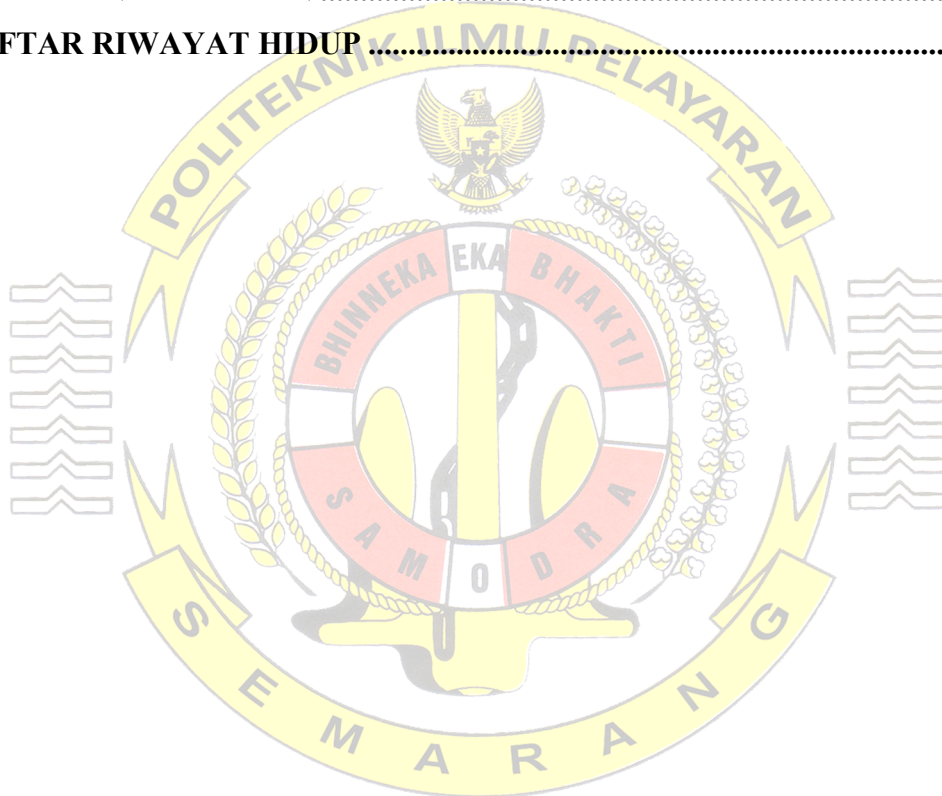 FTAR RIWAYAT HIDUP ........................................................................
POLITEKNIK ILMU PELAYARAN
BHINNEKA EKA BHAKTI
SAMODRA
SEMARANG